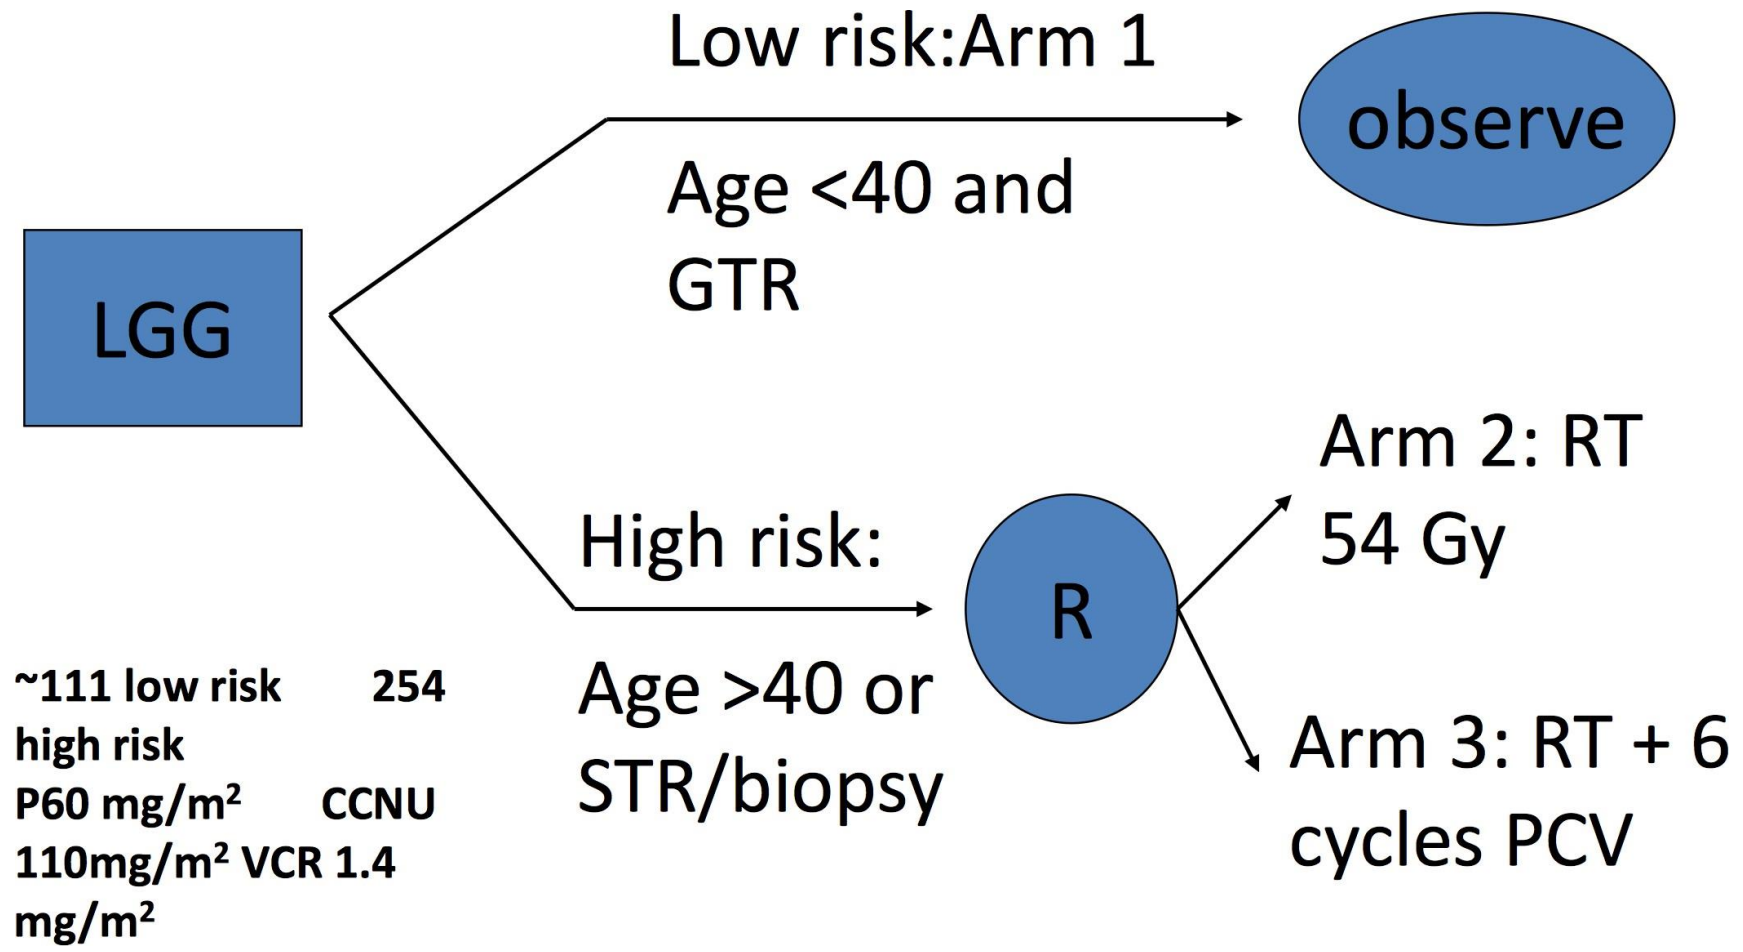 Low risk:Arm 1
observe
Age <40 and
GTR
LGG
High risk:
R
Age >40 or
STR/biopsy
Arm 2: RT
54 Gy
Arm 3: RT + 6
cycles PCV
~111 low risk 254
high risk
P60 mg/m² CCNU
110mg/m² VCR 1.4
mg/m²